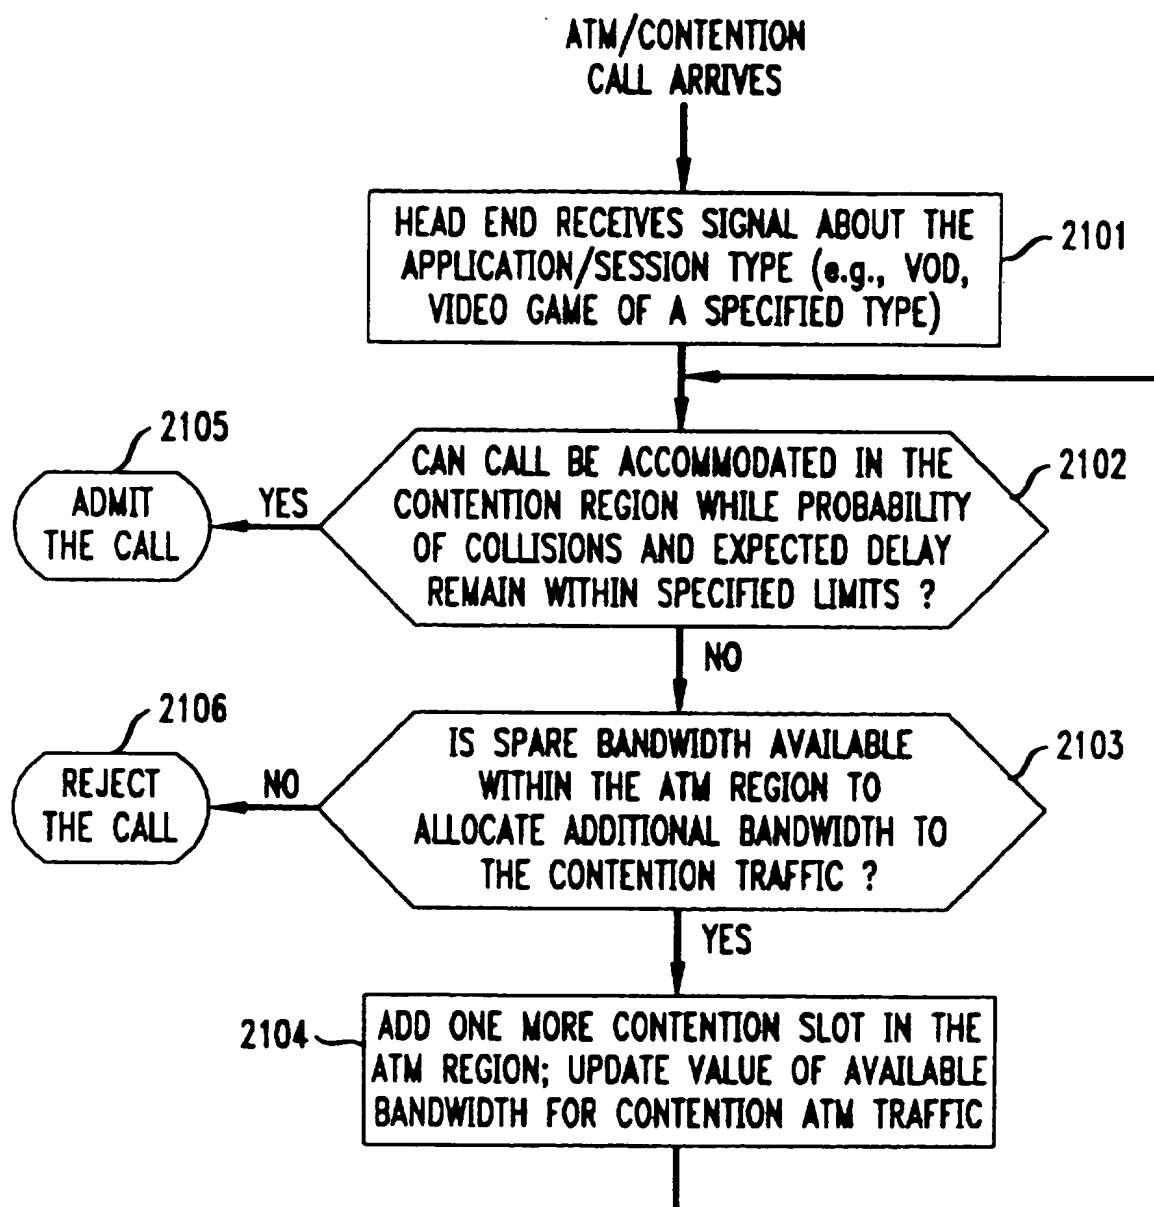 ATM/CONTENTION
CALL ARRIVES
HEAD END RECEIVES SIGNAL ABOUT THE
APPLICATION/SESSION TYPE (e.g., VOD,
VIDEO GAME OF A SPECIFIED TYPE)
2101
2105
ADMIT
THE CALL
YES
CAN CALL BE ACCOMMODATED IN THE
CONTENTION REGION WHILE PROBABILITY
OF COLLISIONS AND EXPECTED DELAY
REMAIN WITHIN SPECIFIED LIMITS ?
2102
NO
2106
REJECT
THE CALL
NO
IS SPARE BANDWIDTH AVAILABLE
WITHIN THE ATM REGION TO
ALLOCATE ADDITIONAL BANDWIDTH TO
THE CONTENTION TRAFFIC ?
2103
YES
2104
ADD ONE MORE CONTENTION SLOT IN THE
ATM REGION; UPDATE VALUE OF AVAILABLE
BANDWIDTH FOR CONTENTION ATM TRAFFIC